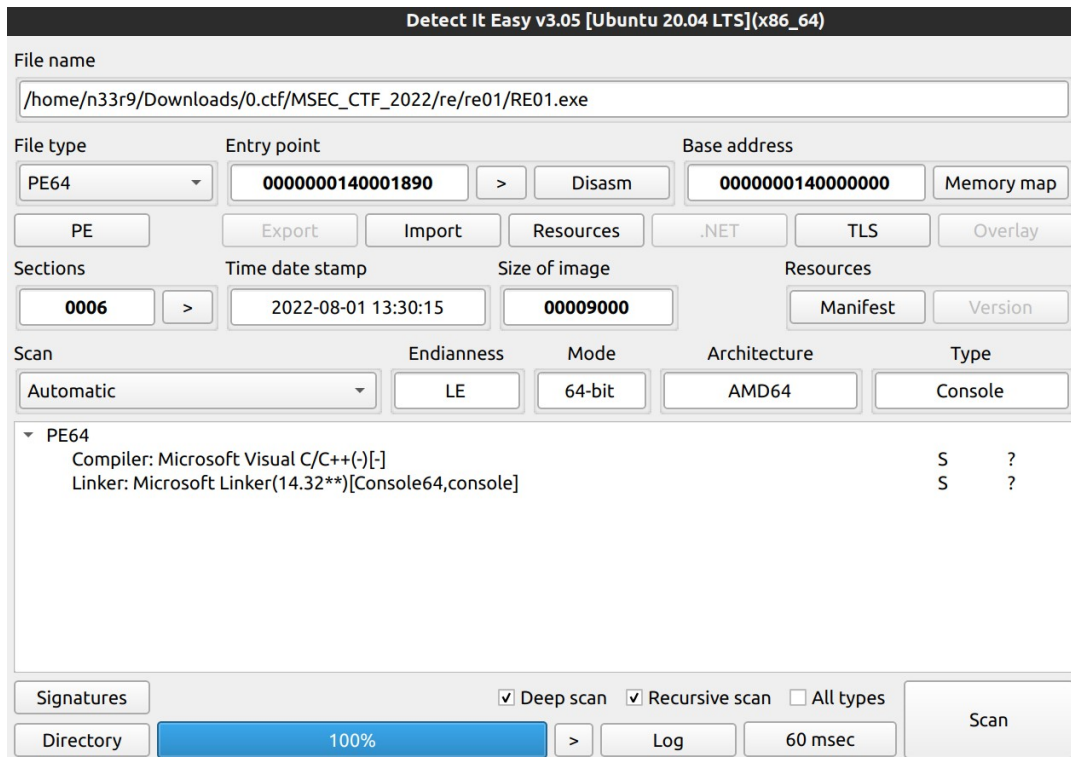 Detect It Easy v3.05 [Ubuntu 20.04 LTS](x86_64)
File name
/home/n33r9/Downloads/0.ctf/MSEC_CTF_2022/re/re01/RE01.exe
File type Entry point Base address
PE64 0000000140001890 > Disasm 0000000140000000 Memory map
PE Export Import Resources .NET TLS Overlay
Sections Time date stamp Size of image Resources
0006 > 2022-08-01 13:30:15 00009000 Manifest Version
Scan Endianness Mode Architecture Type
Automatic LE 64-bit AMD64 Console
PE64
Compiler: Microsoft Visual C/C++(-)[-] S ?
Linker: Microsoft Linker(14.32**)[Console64,console] S ?
Signatures Deep scan Recursive scan All types
Scan
Directory 100% > Log 60 msec